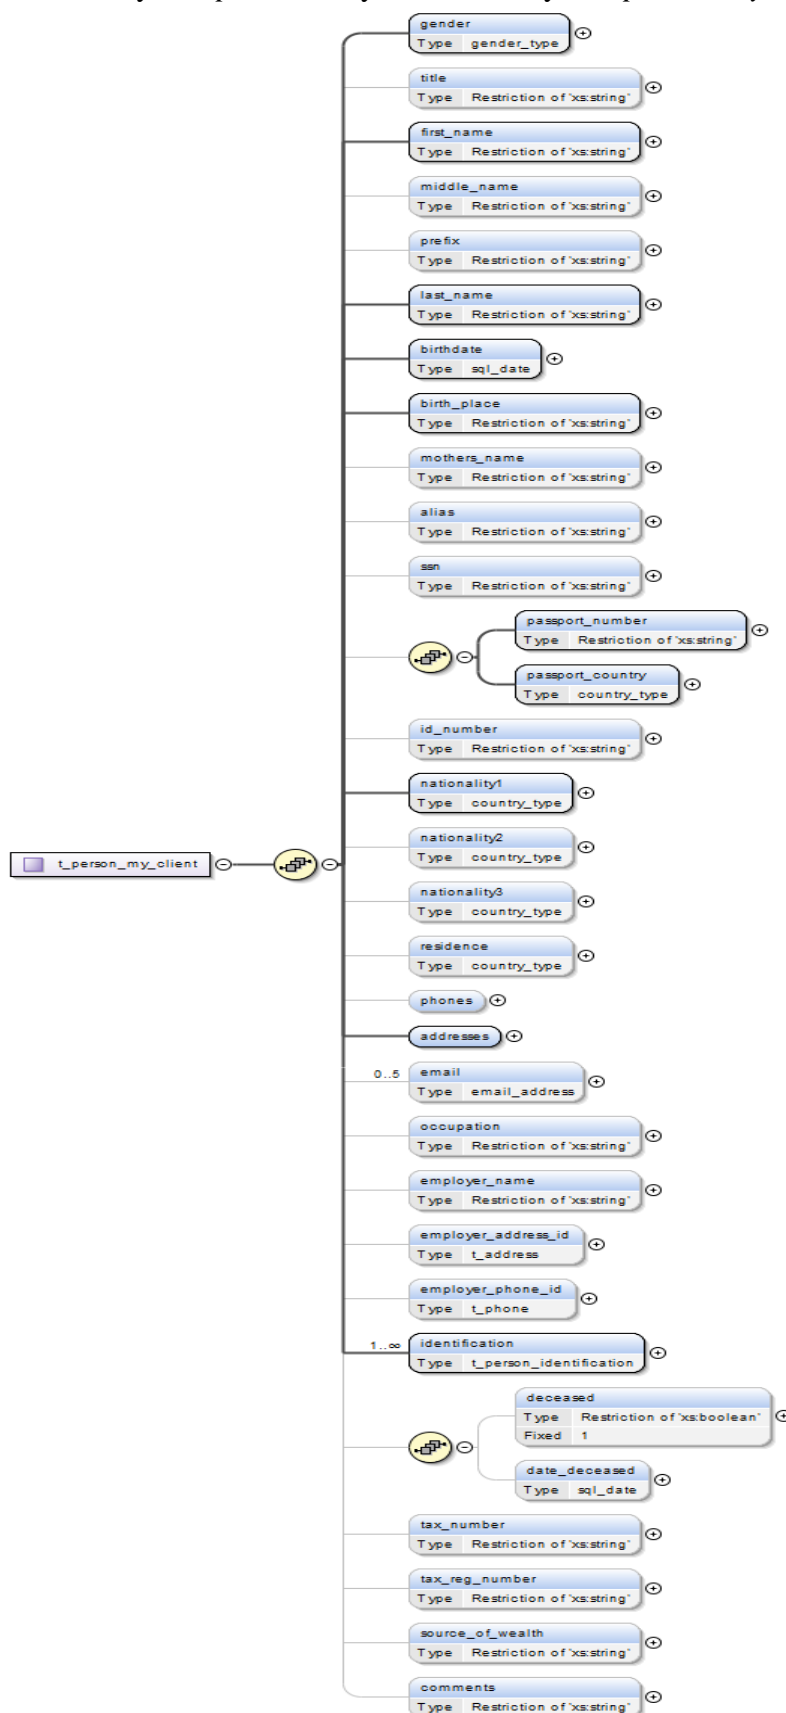 gender
Type gender_type
title
Type Restriction of 'xs:string'
first_name
Type Restriction of 'xs:string'
middle_name
Type Restriction of 'xs:string'
prefix
Type Restriction of 'xs:string'
last_name
Type Restriction of 'xs:string'
birthdate
Type sql_date
birth_place
Type Restriction of 'xs:string'
mothers_name
Type Restriction of 'xs:string'
alias
Type Restriction of 'xs:string'
ssn
Type Restriction of 'xs:string'
passport_number
Type Restriction of 'xs:string'
passport_country
Type country_type
id_number
Type Restriction of 'xs:string'
nationality1
Type country_type
nationality2
Type country_type
t_person_my_client
nationality3
Type country_type
residence
Type country_type
phones
addresses
0..5 email
Type email_address
occupation
Type Restriction of 'xs:string'
employer_name
Type Restriction of 'xs:string'
employer_address_id
Type t_address
employer_phone_id
Type t_phone
1..∞ identification
Type t_person_identification
deceased
Type Restriction of 'xs:boolean'
Fixed 1
date_deceased
Type sql_date
tax_number
Type Restriction of 'xs:string'
tax_reg_number
Type Restriction of 'xs:string'
source_of_wealth
Type Restriction of 'xs:string'
comments
Type Restriction of 'xs:string'